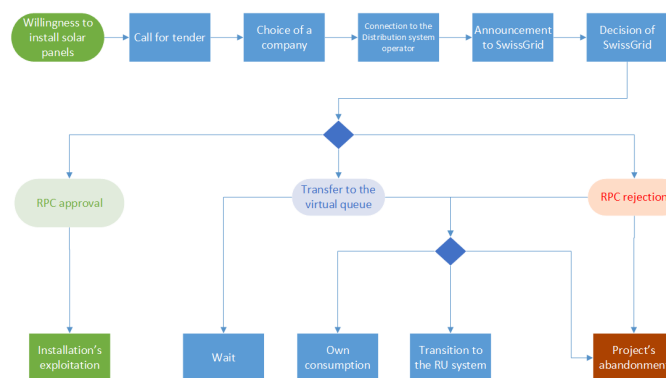 Willingness to
install solar
panels
Call for tender
Choice of a
company
Connection to the
Distribution system
operator
Announcement
to SwissGrid
Decision of
SwissGrid
RPC approval
Transfer to the
virtual queue
RPC rejection
Installation's
exploitation
Wait
Own
consumption
Transition to
the RU system
Project's
abandonment